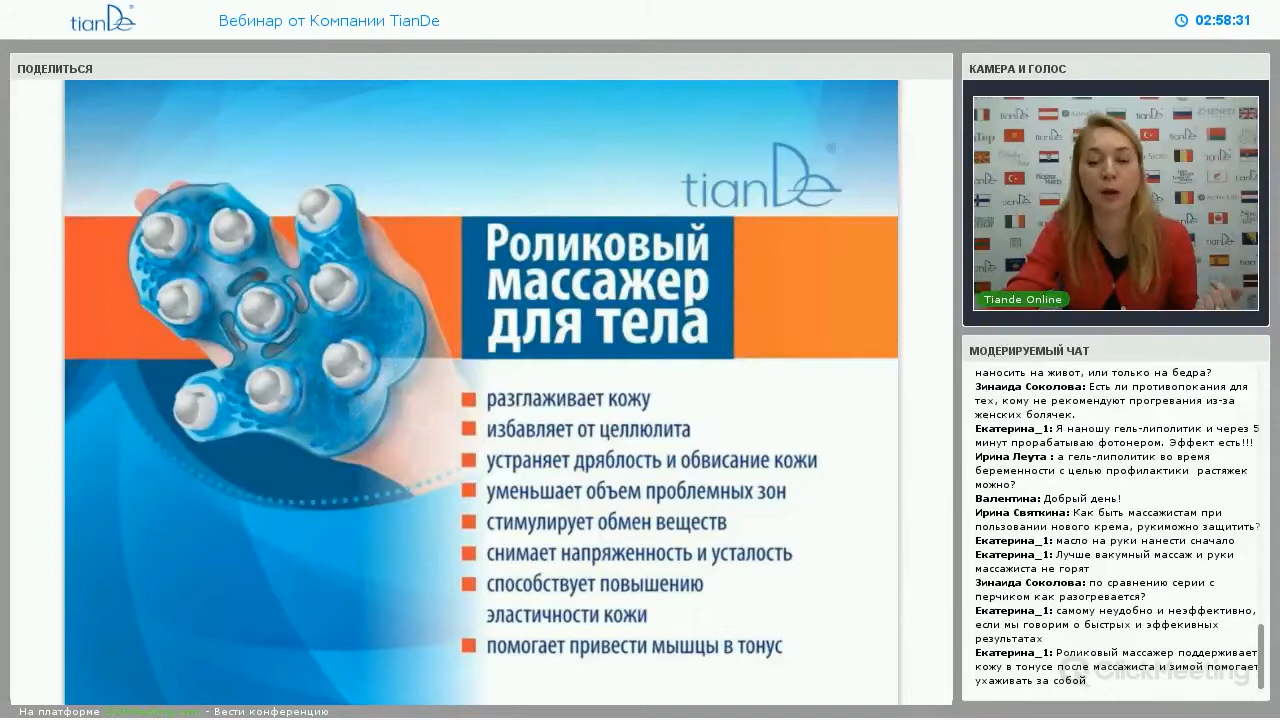 tianDe
Вебинар от Компании TianDe
02:58:31
ПОДЕЛИТЬСЯ
tianDe®
Роликовый
массажер
для тела
разглаживает кожу
избавляет от целлюлита
устраняет дряблость и обвисание кожи
уменьшает объем проблемных зон
стимулирует обмен веществ
снимает напряженность и усталость
способствует повышению
эластичности кожи
помогает привести мышцы в тонус
КАМЕРА И ГОЛОС
Tiande Online
МОДЕРИРУЕМЫЙ ЧАТ
наносить на живот, или только на бедра?
Зинаида Соколова: Есть ли противопокания для
тех, кому не рекомендуют прогревания из-за
женских болячек.
Екатерина_1: Я наношу гель-липолитик и через 5
минут прорабатываю фотонером. Эффект есть!!!
Ирина Леута : а гель-липолитик во время
беременности с целью профилактики растяжек
можно?
Валентина: Добрый день!
Ирина Святкина: Как быть массажистам при
пользовании нового крема, рукиможно защитить?
Екатерина_1: масло на руки нанести сначало
Екатерина_1: Лучше вакумный массаж и руки
массажиста не горят
Зинаида Соколова: по сравнению серии с
перчиком как разогревается?
Екатерина_1: самому неудобно и неэффективно,
если мы говорим о быстрых и эффекивных
результатах
Екатерина_1: Роликовый массажер поддерживает
кожу в тонусе после массажиста и зимой помогает
ухаживать за собой
ClickMeeting
На платформе - Вести конференцию